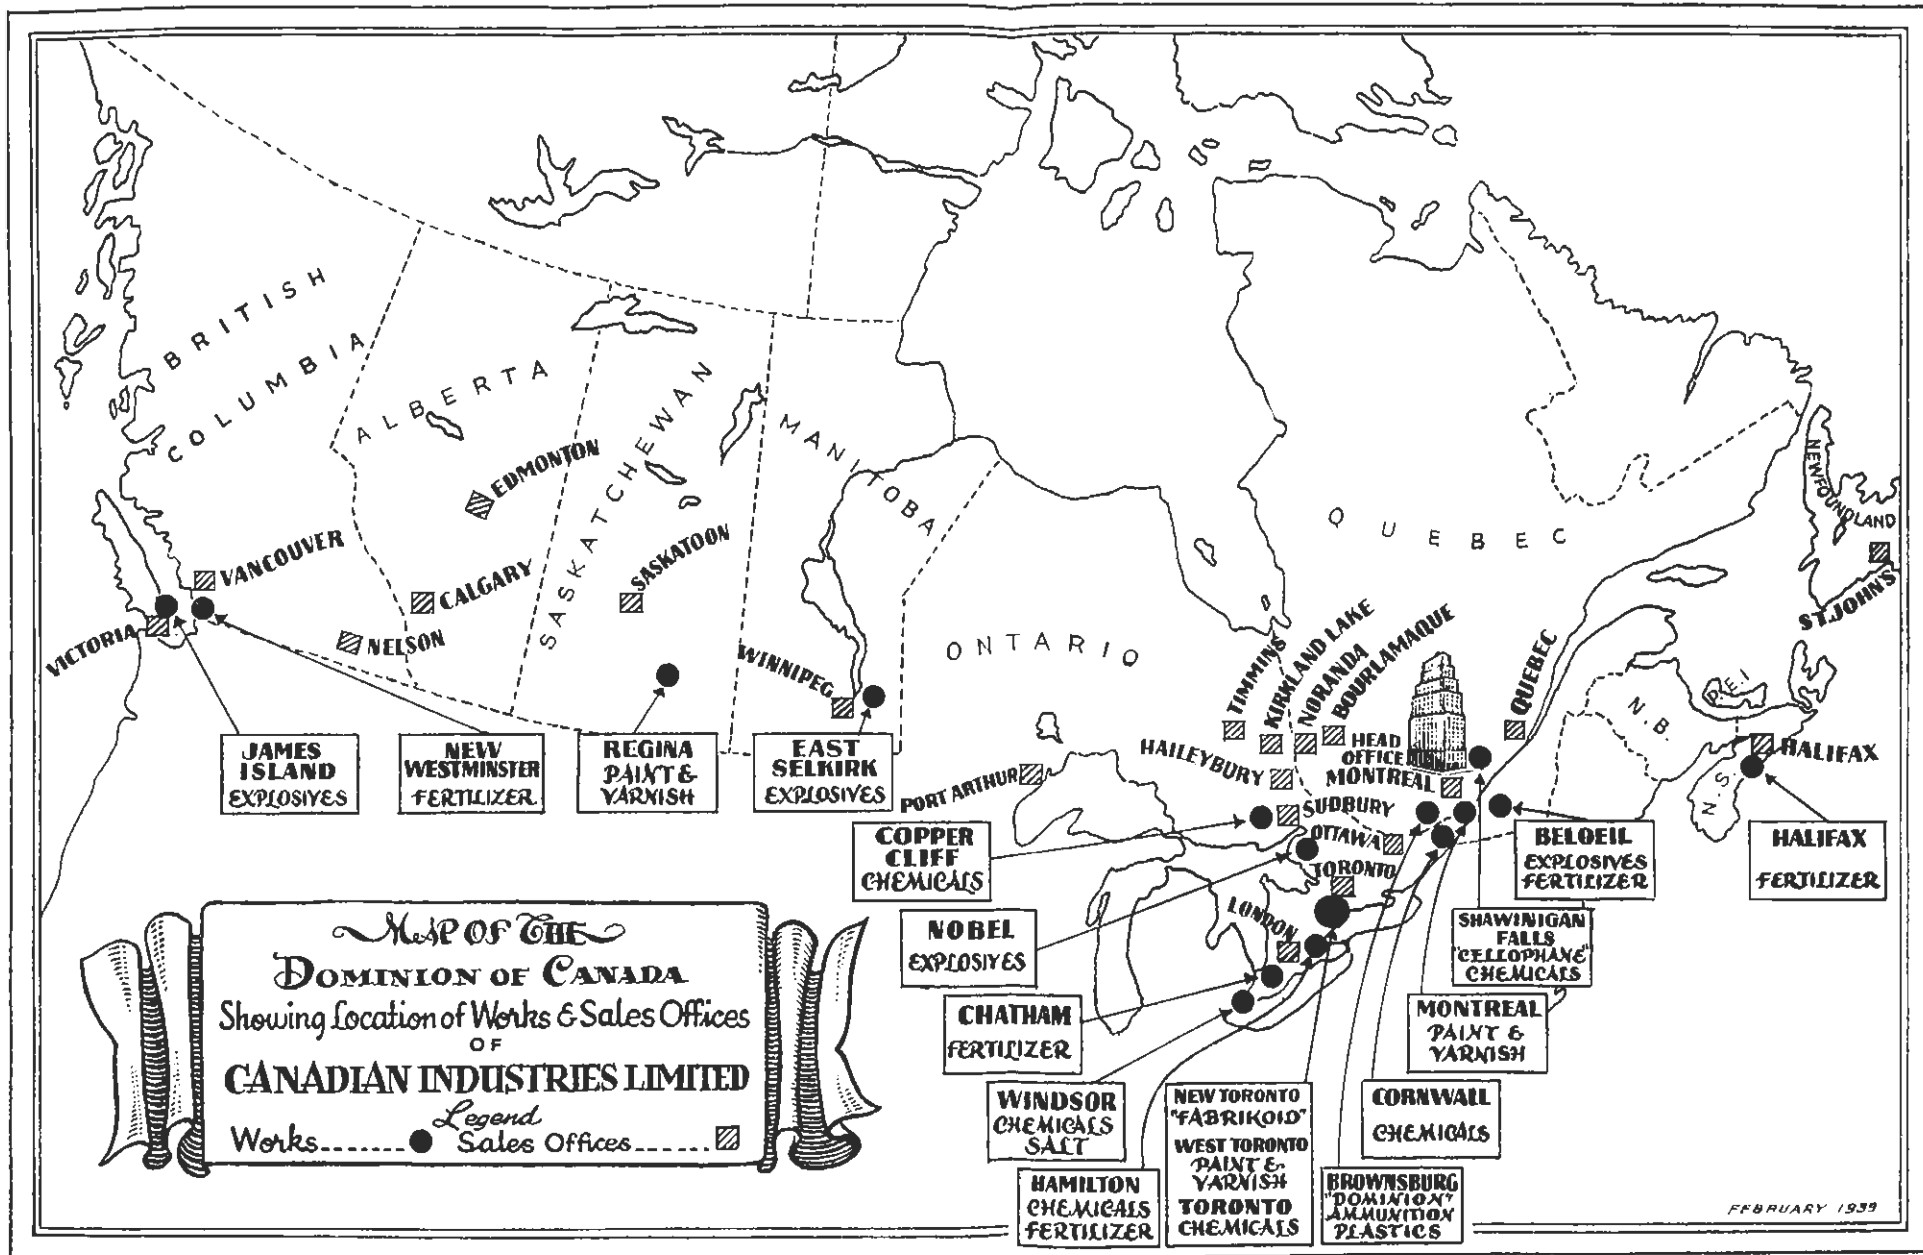 BRITISH
COLUMBIA
ALBERTA
SASKATCHEWAN
MANITOBA
ONTARIO
QUEBEC
NEWFOUNDLAND
N.B.
P.E.I
N.S.
EDMONTON
VANCOUVER
CALGARY
SASKATOON
VICTORIA
NELSON
WINNIPEG
PORT ARTHUR
TIMMINS
KIRKLAND LAKE
NORANDA
BOURLAMAQUE
HAILEYBURY
SUDBURY
OTTAWA
TORONTO
LONDON
HEAD
OFFICE
MONTREAL
QUEBEC
ST. JOHN'S
HALIFAX
JAMES
ISLAND
EXPLOSIVES
NEW
WESTMINSTER
FERTILIZER
REGINA
PAINT &
VARNISH
EAST
SELKIRK
EXPLOSIVES
COPPER
CLIFF
CHEMICALS
NOBEL
EXPLOSIVES
CHATHAM
FERTILIZER
WINDSOR
CHEMICALS
SALT
HAMILTON
CHEMICALS
FERTILIZER
NEW TORONTO
"FABRIKOID"
WEST TORONTO
PAINT &
VARNISH
TORONTO
CHEMICALS
BROWNSBURG
"DOMINION"
AMMUNITION
PLASTICS
CORNWALL
CHEMICALS
MONTREAL
PAINT &
VARNISH
SHAWINIGAN
FALLS
"CELLOPHANE"
CHEMICALS
BELOEIL
EXPLOSIVES
FERTILIZER
HALIFAX
FERTILIZER
MAP OF THE
DOMINION OF CANADA
Showing Location of Works & Sales Offices
OF
CANADIAN INDUSTRIES LIMITED
Legend
Works Sales Offices
FEBRUARY 1939